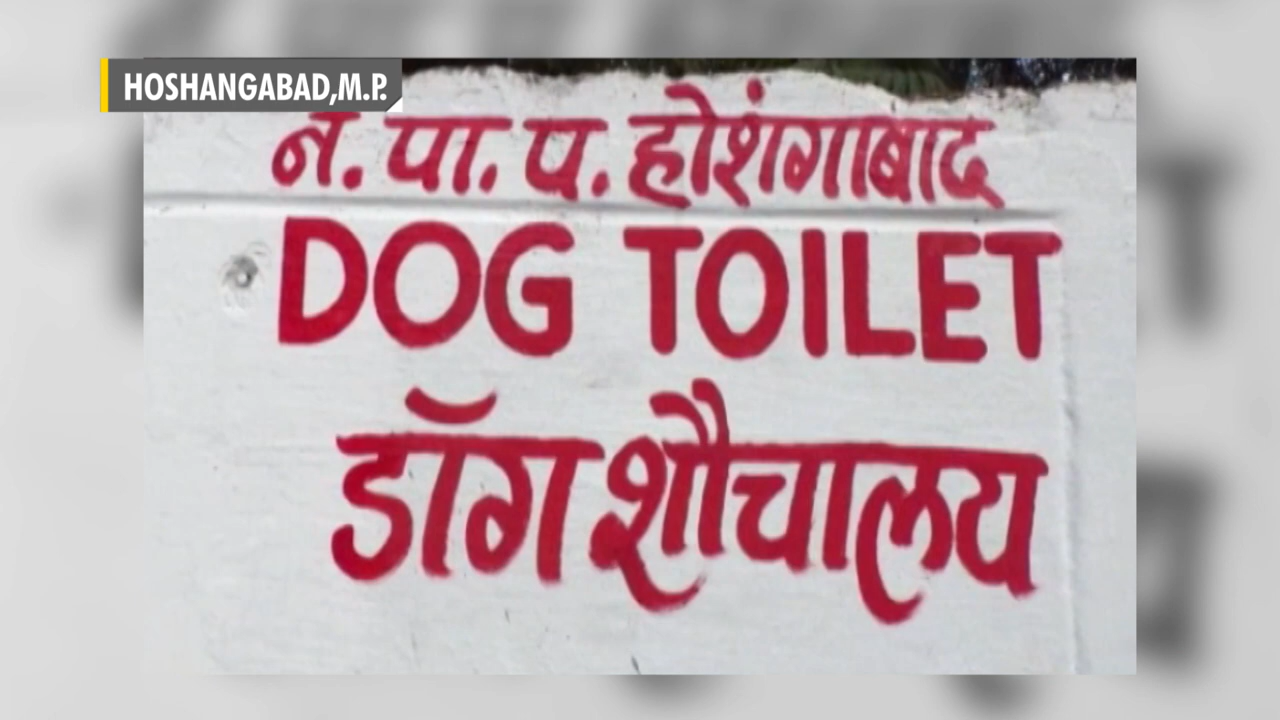 HOSHANGABAD,M.P.
न. पा. प. होशंगाबाद
DOG TOILET
डॉग शौचालय